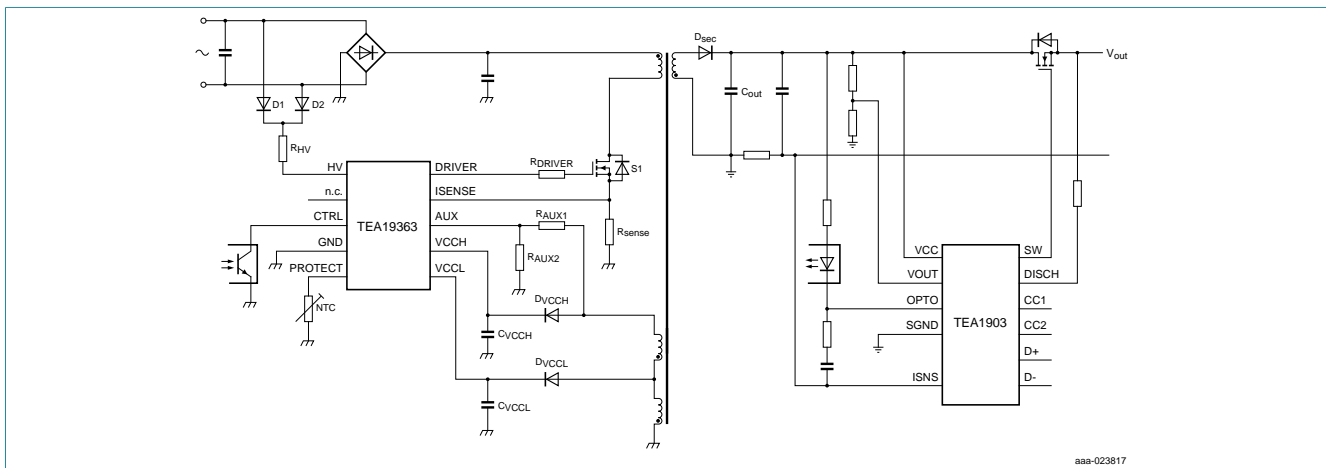 Dsec
Vout
D1
D2
Cout
RHV
HV
n.c.
CTRL
GND
PROTECT
TEA19363
DRIVER
ISENSE
AUX
VCCH
VCCL
RDRIVER
S1
RAUX1
Rsense
RAUX2
NTC
DVCCH
CVCCH
DVCCL
CVCCL
VCC
VOUT
OPTO
SGND
ISNS
TEA1903
SW
DISCH
CC1
CC2
D+
D-
aaa-023817